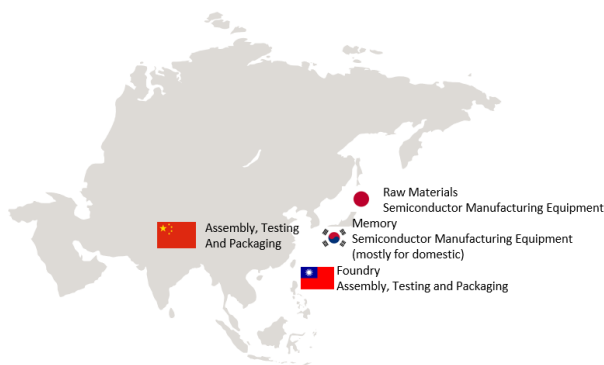 Raw Materials
Semiconductor Manufacturing Equipment
Memory
Semiconductor Manufacturing Equipment
(mostly for domestic)
Assembly, Testing
And Packaging
Foundry
Assembly, Testing and Packaging